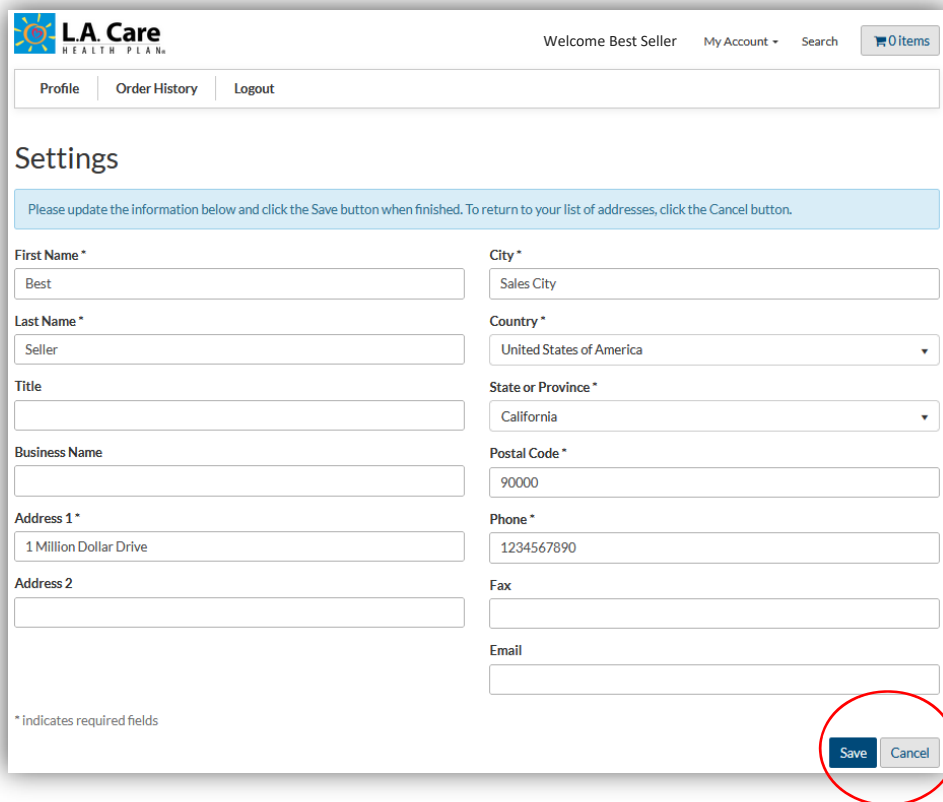 L.A. Care
HEALTH PLAN®
Welcome Best Seller My Account Search 0 items
Profile Order History Logout
Settings
Please update the information below and click the Save button when finished. To return to your list of addresses, click the Cancel button.
First Name *
Best
Last Name *
Seller
Title
Business Name
Address 1 *
1 Million Dollar Drive
Address 2
City *
Sales City
Country *
United States of America
State or Province *
California
Postal Code *
90000
Phone *
1234567890
Fax
Email
* indicates required fields
Save Cancel